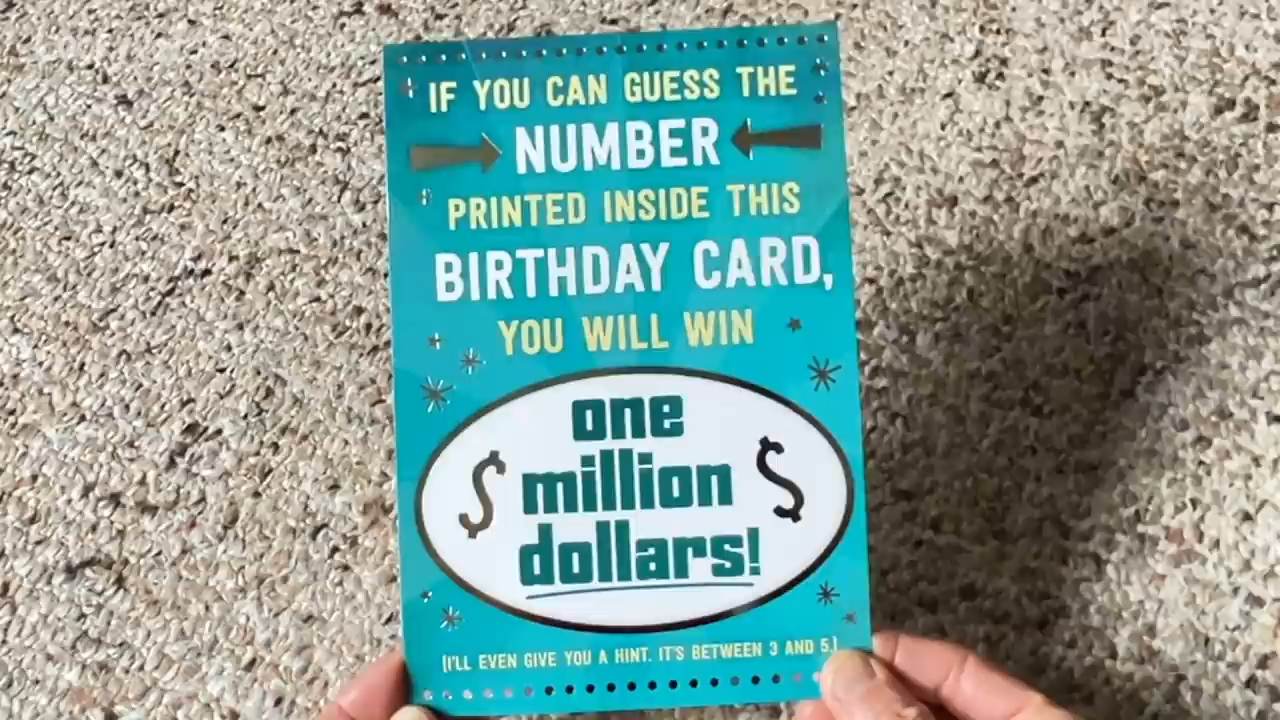 IF YOU CAN GUESS THE
NUMBER
PRINTED INSIDE THIS
BIRTHDAY CARD,
YOU WILL WIN
one
$ million $
dollars!
(I'LL EVEN GIVE YOU A HINT. IT'S BETWEEN 3 AND 5.)